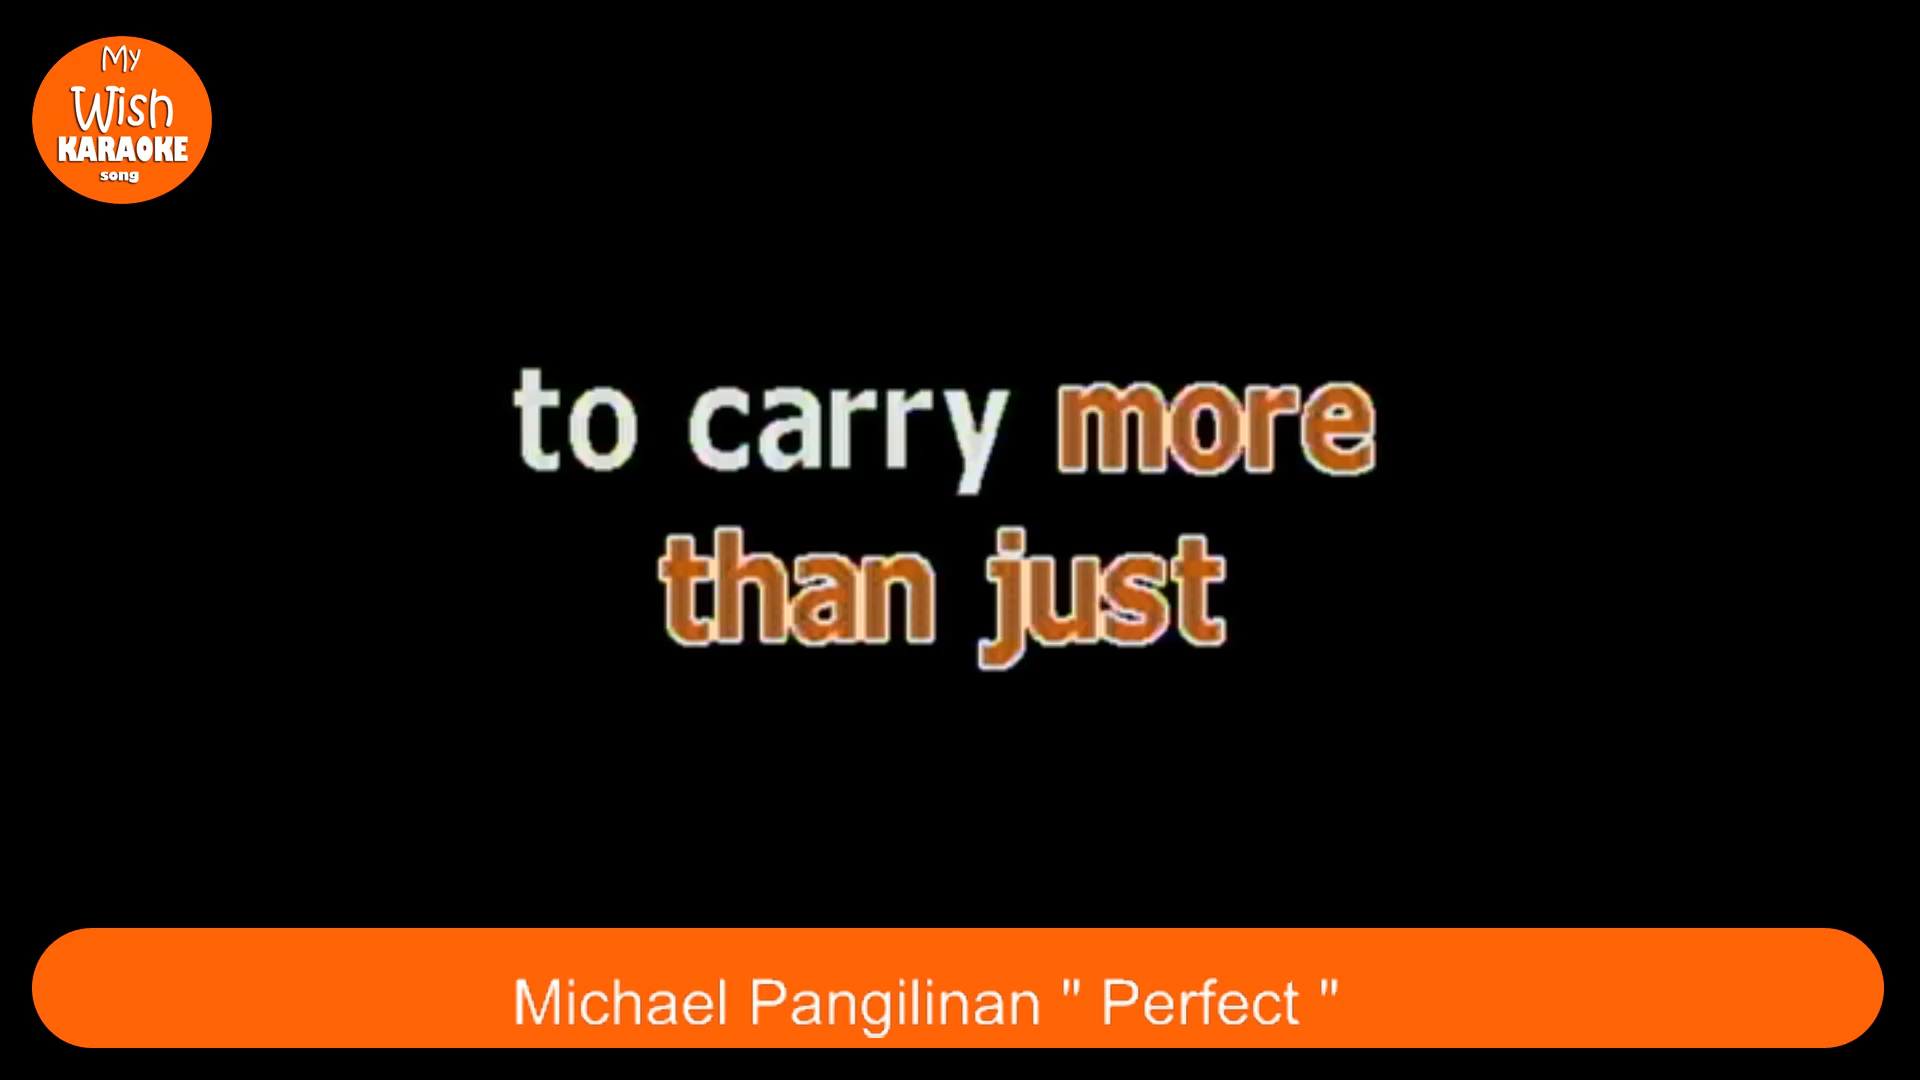 My
Wish
KARAOKE
song
to carry more
than just
Michael Pangilinan " Perfect "